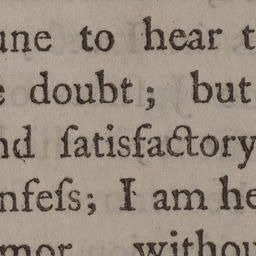 une to hear t
e doubt; but
nd ſatisfactory
nfeſs; I am he
mor withou